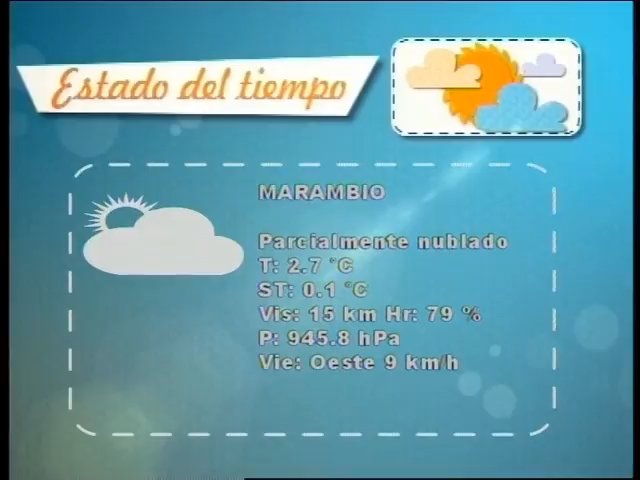 Estado del tiempo
MARAMBIO
Parcialmente nublado
T: 2.7 °C
ST: 0.1 °C
Vis: 15 km Hr: 79 %
P: 945.8 hPa
Vie: Oeste 9 km/h